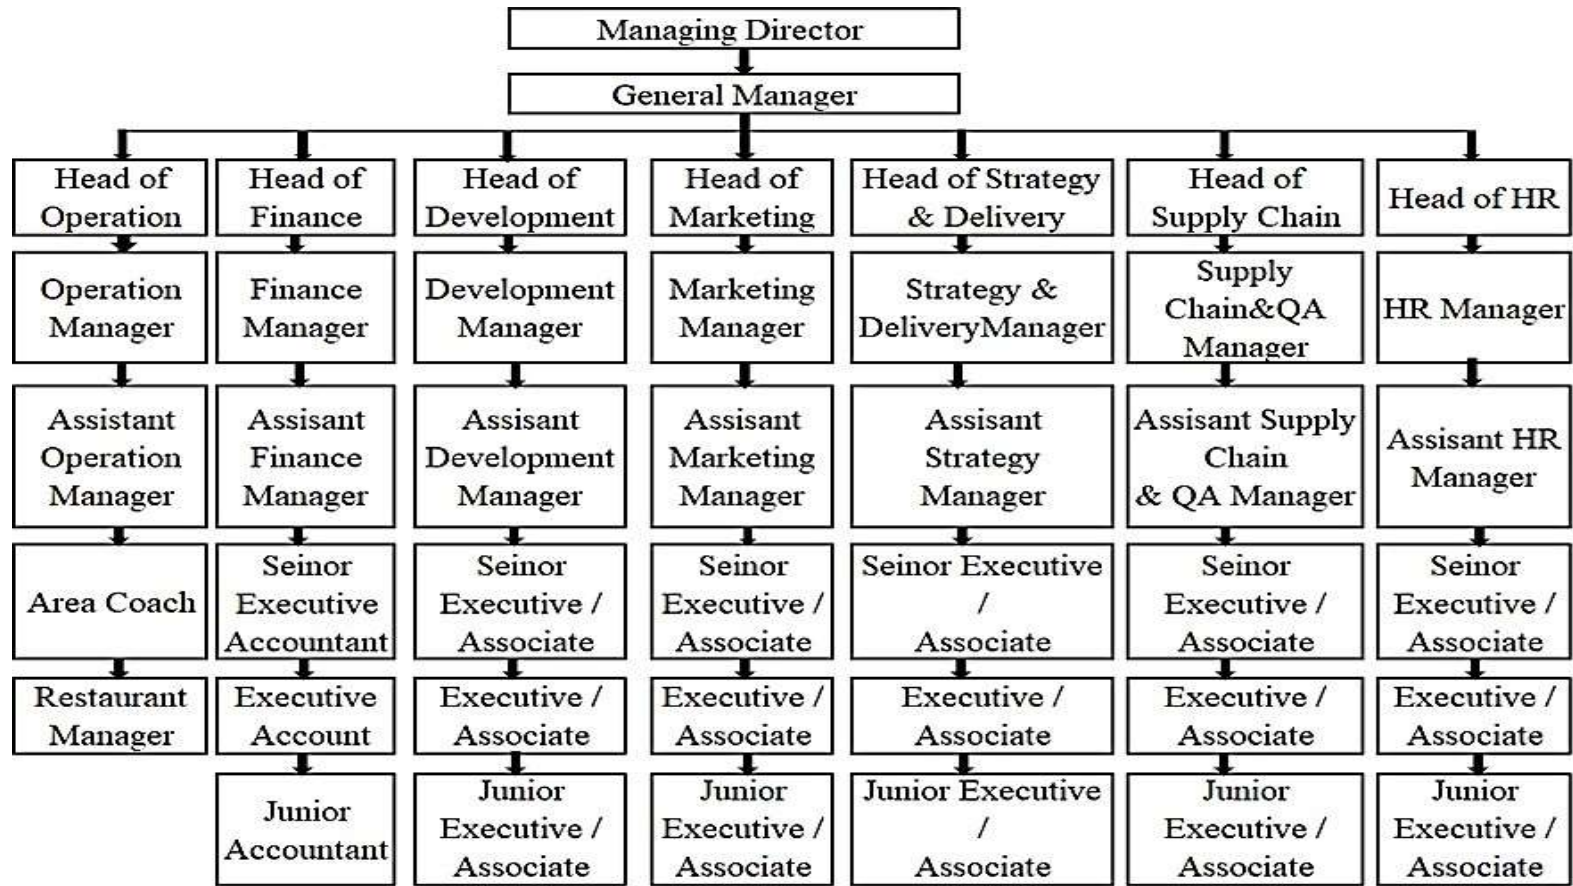 Managing Director
General Manager
Head of
Operation
Head of
Finance
Head of
Development
Head of
Marketing
Head of Strategy
& Delivery
Head of
Supply Chain
Head of HR
Operation
Manager
Finance
Manager
Development
Manager
Marketing
Manager
Strategy &
DeliveryManager
Supply
Chain&QA
Manager
HR Manager
Assistant
Operation
Manager
Assisant
Finance
Manager
Assisant
Development
Manager
Assisant
Marketing
Manager
Assisant
Strategy
Manager
Assisant Supply
Chain
& QA Manager
Assisant HR
Manager
Area Coach
Seinor
Executive
Accountant
Seinor
Executive /
Associate
Seinor
Executive /
Associate
Seinor Executive
/
Associate
Seinor
Executive /
Associate
Seinor
Executive /
Associate
Restaurant
Manager
Executive
Account
Executive /
Associate
Executive /
Associate
Executive /
Associate
Executive /
Associate
Executive /
Associate
Junior
Accountant
Junior
Executive /
Associate
Junior
Executive /
Associate
Junior Executive
/
Associate
Junior
Executive /
Associate
Junior
Executive /
Associate